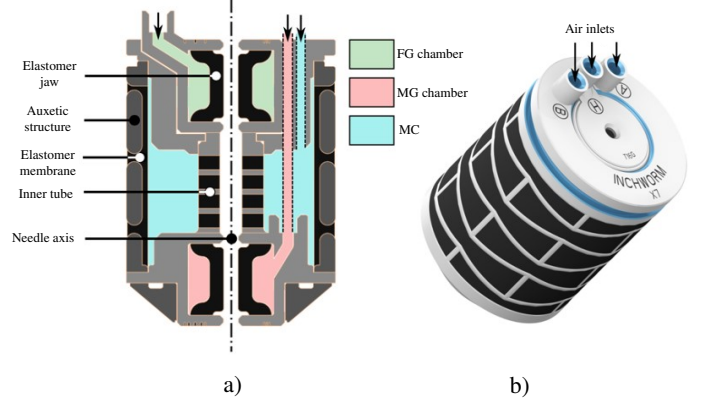 Elastomer
jaw
Auxetic
structure
Elastomer
membrane
Inner tube
Needle axis
FG chamber
MG chamber
MC
a)
Air inlets
B
H
A
INCHWORM
X7
b)